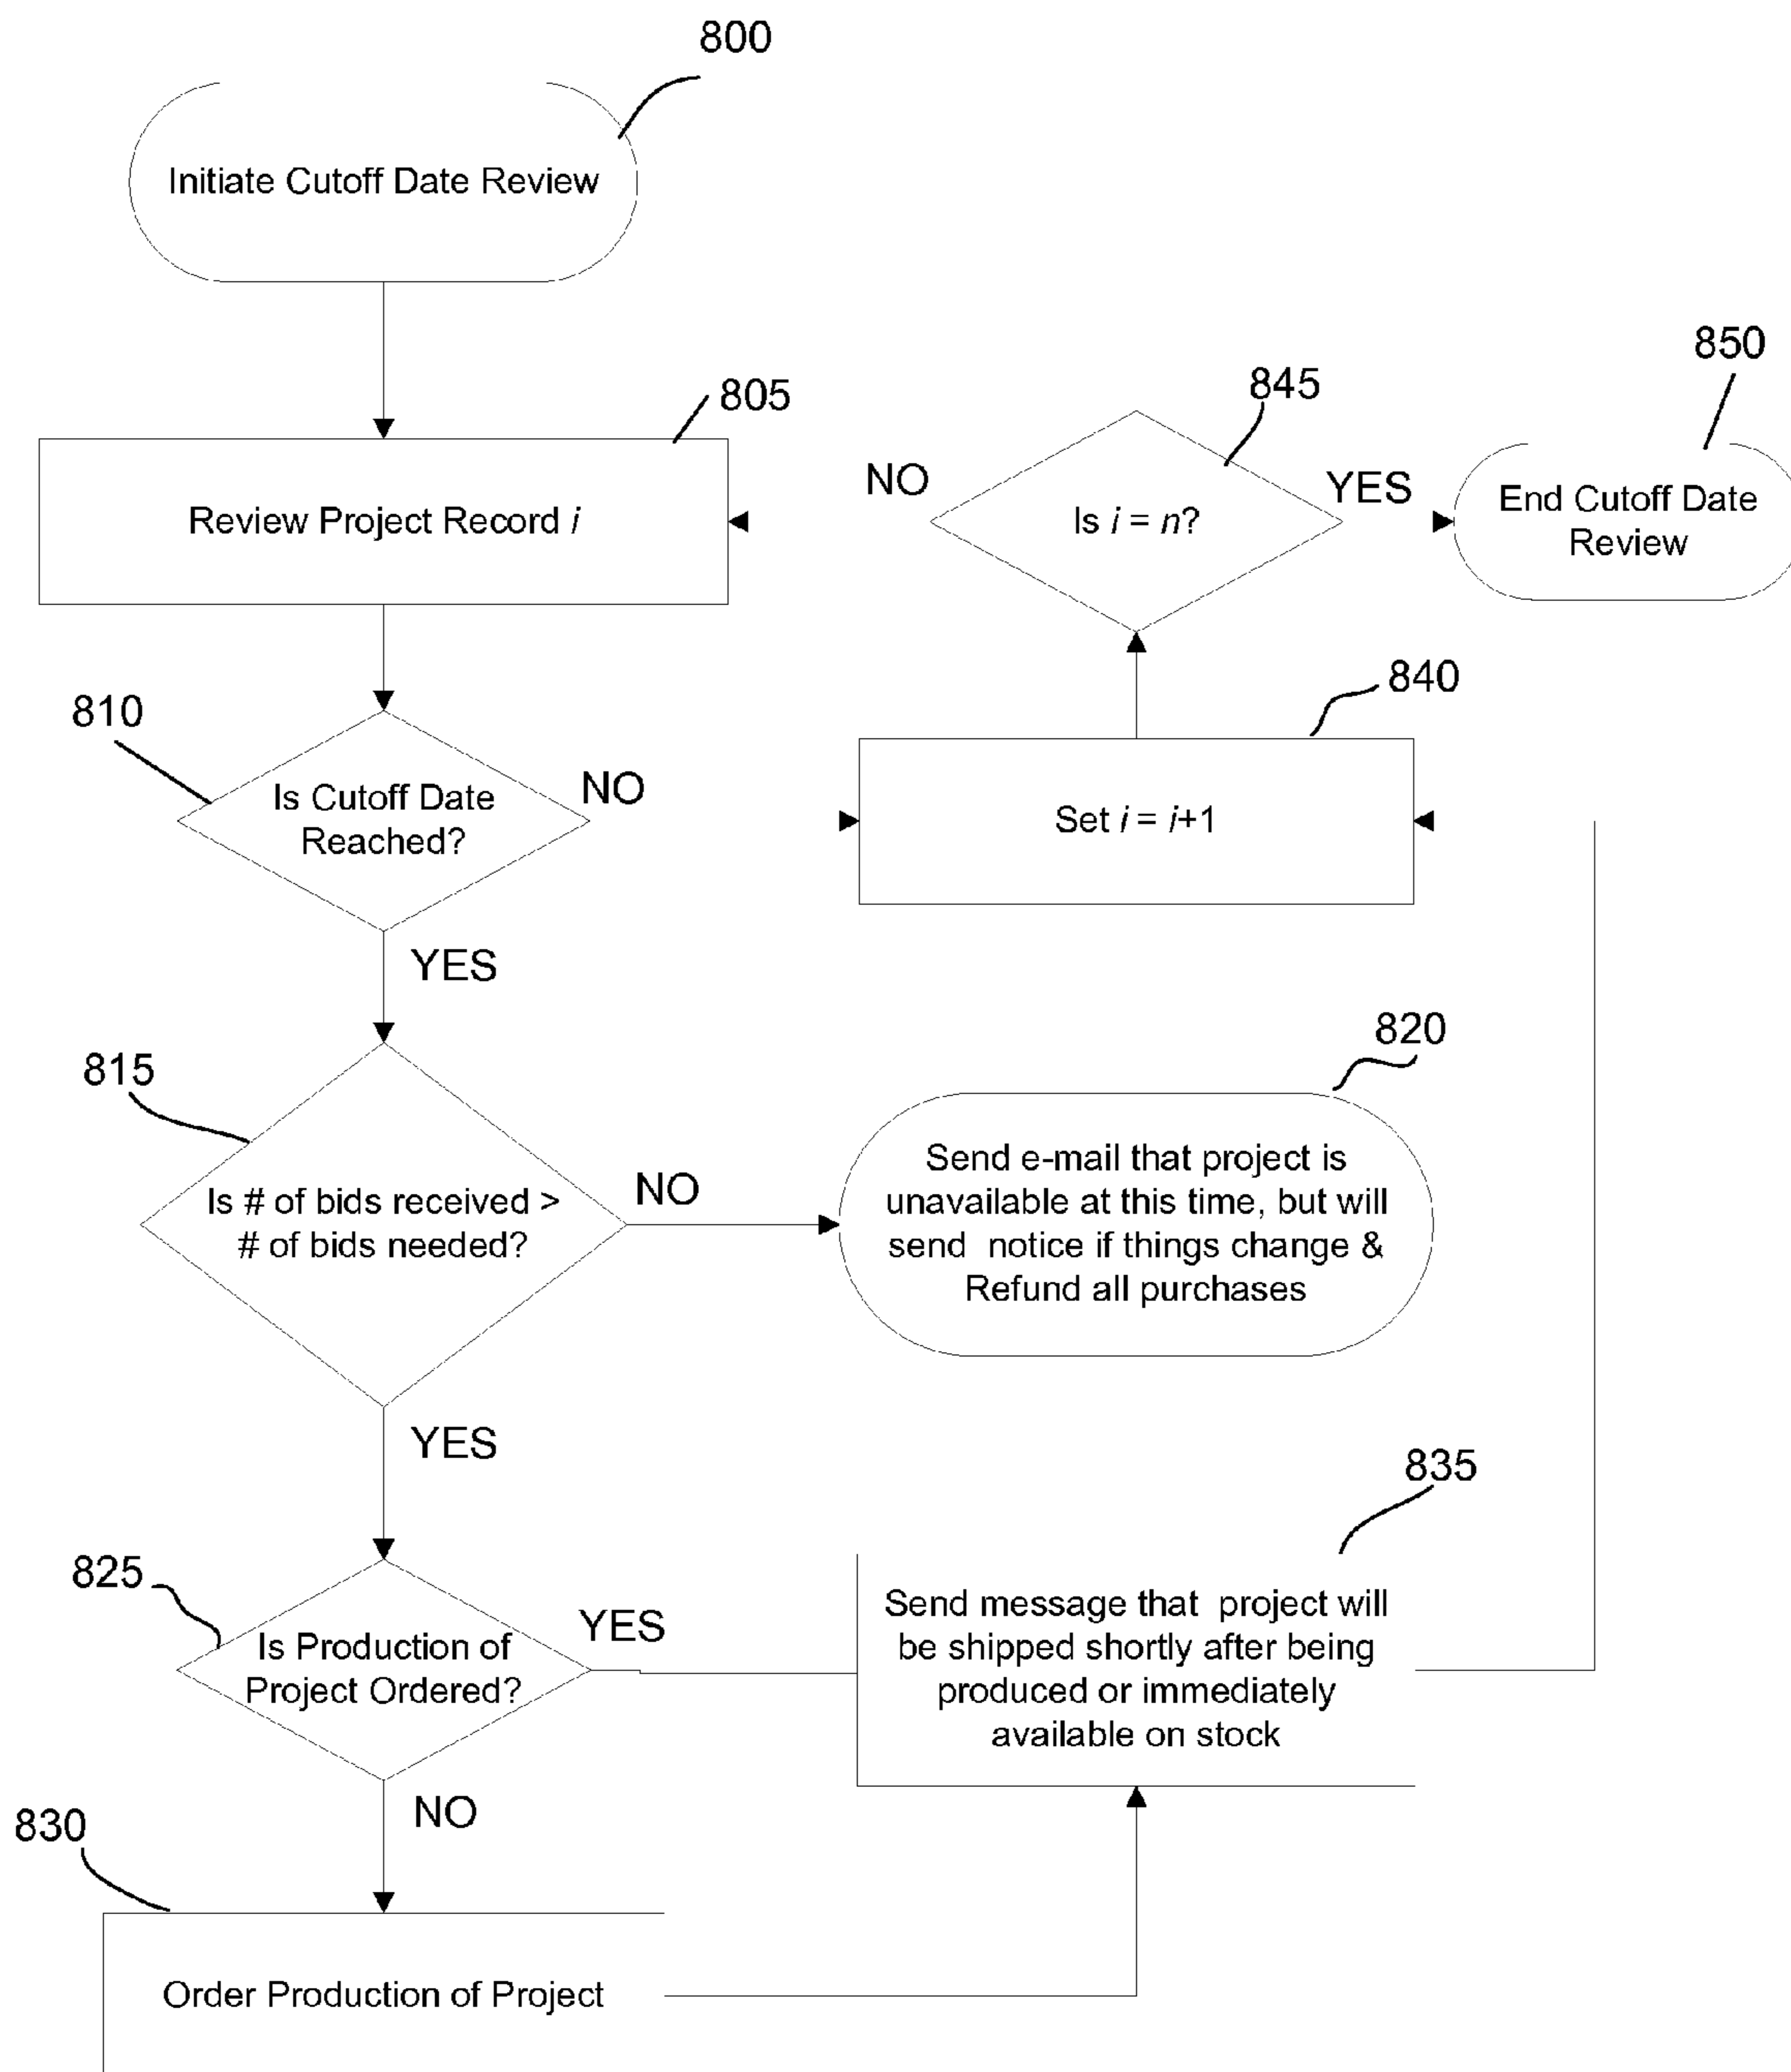 800
Initiate Cutoff Date Review
805
Review Project Record i
810
Is Cutoff Date
Reached?
NO
YES
815
Is # of bids received >
# of bids needed?
NO
YES
820
Send e-mail that project is
unavailable at this time, but will
send notice if things change &
Refund all purchases
825
Is Production of
Project Ordered?
YES
NO
830
Order Production of Project
835
Send message that project will
be shipped shortly after being
produced or immediately
available on stock
840
Set i = i+1
845
Is i = n?
NO
YES
850
End Cutoff Date
Review